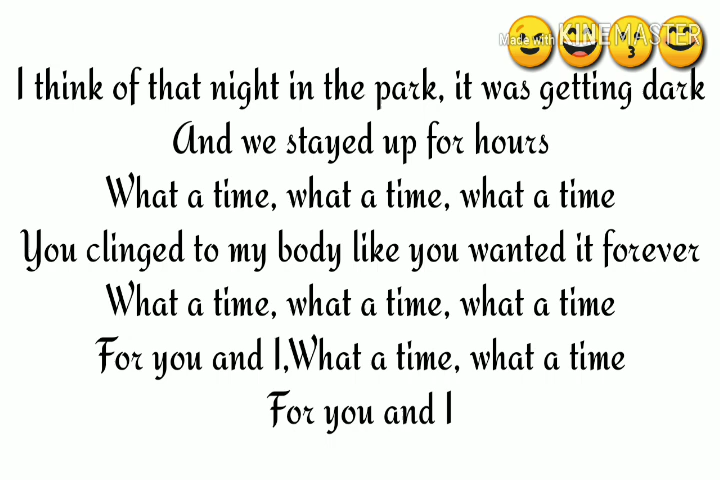 Made with KINEMASTER
I think of that night in the park, it was getting dark
And we stayed up for hours
What a time, what a time, what a time
You clinged to my body like you wanted it forever
What a time, what a time, what a time
For you and I,What a time, what a time
For you and I